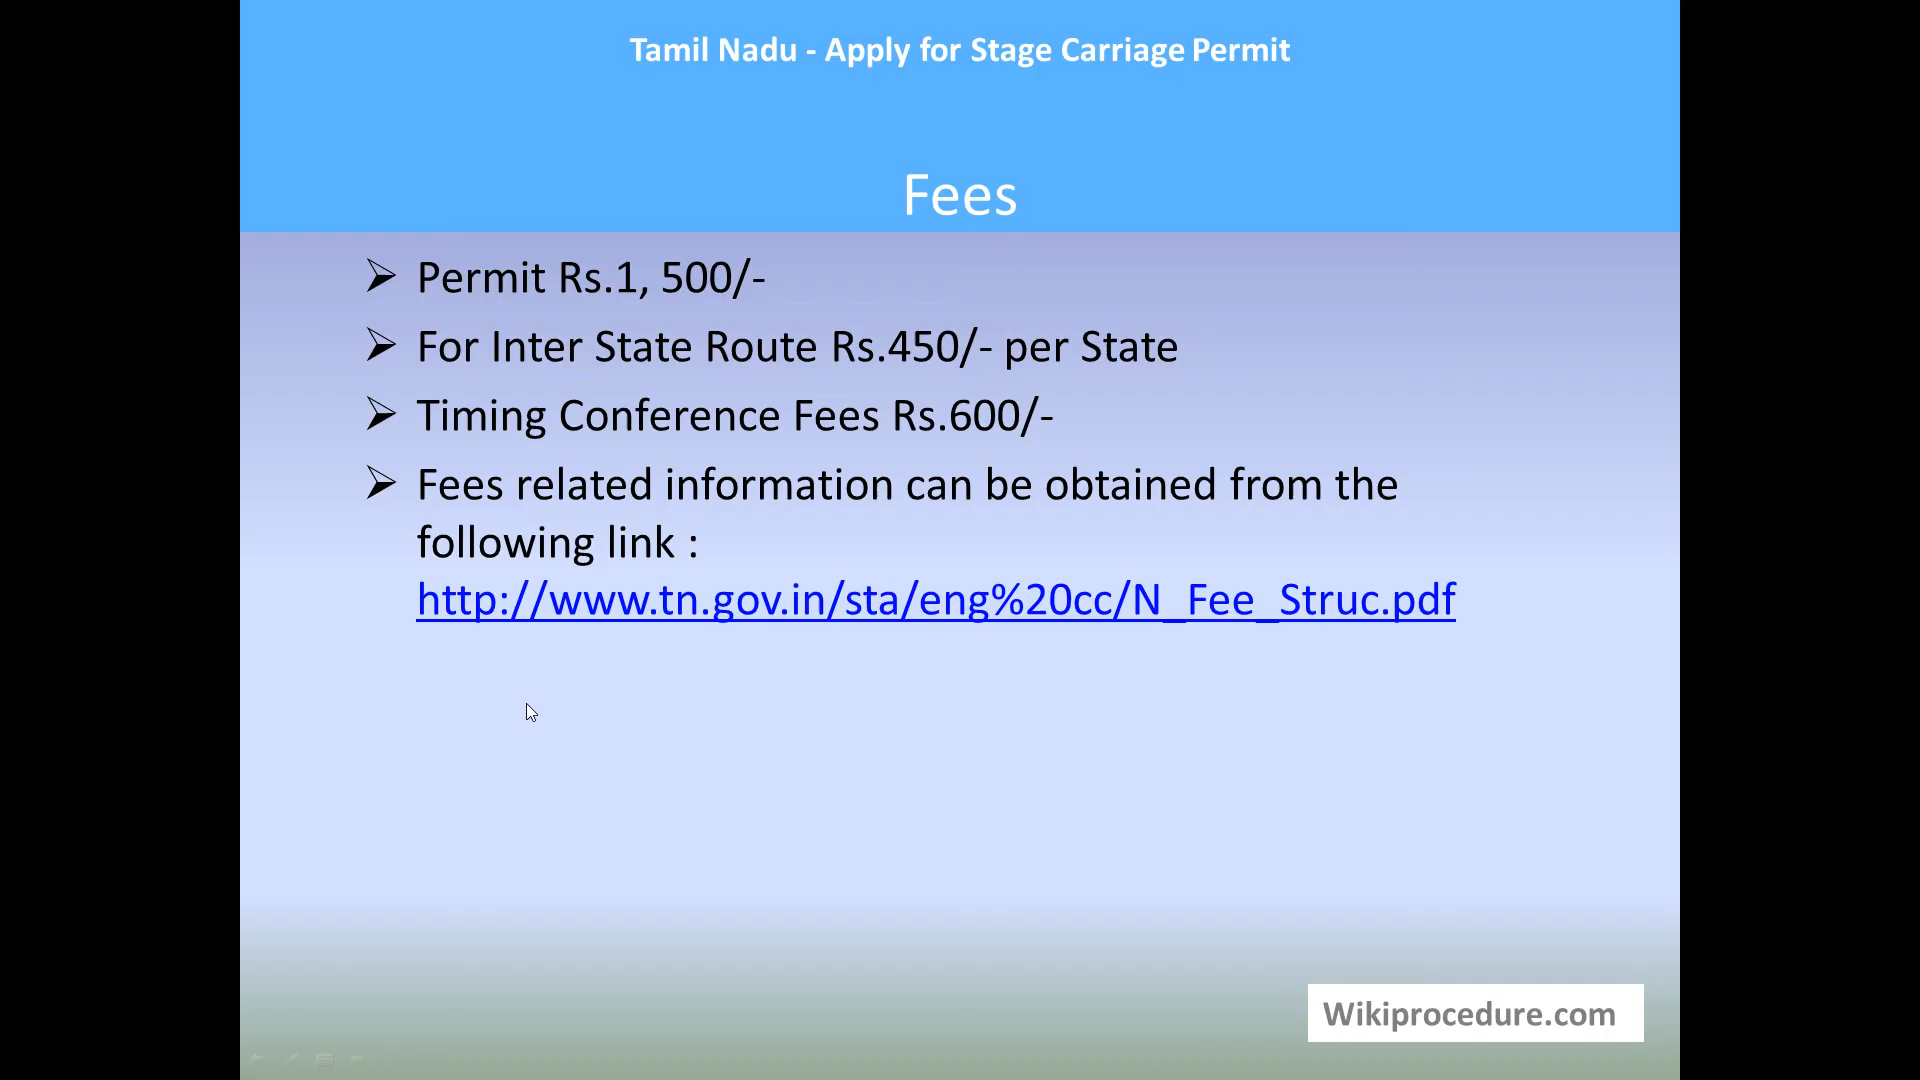 Tamil Nadu - Apply for Stage Carriage Permit
Fees
➢ Permit Rs.1, 500/-
➢ For Inter State Route Rs.450/- per State
➢ Timing Conference Fees Rs.600/-
➢ Fees related information can be obtained from the
following link :
http://www.tn.gov.in/sta/eng%20cc/N_Fee_Struc.pdf
Wikiprocedure.com